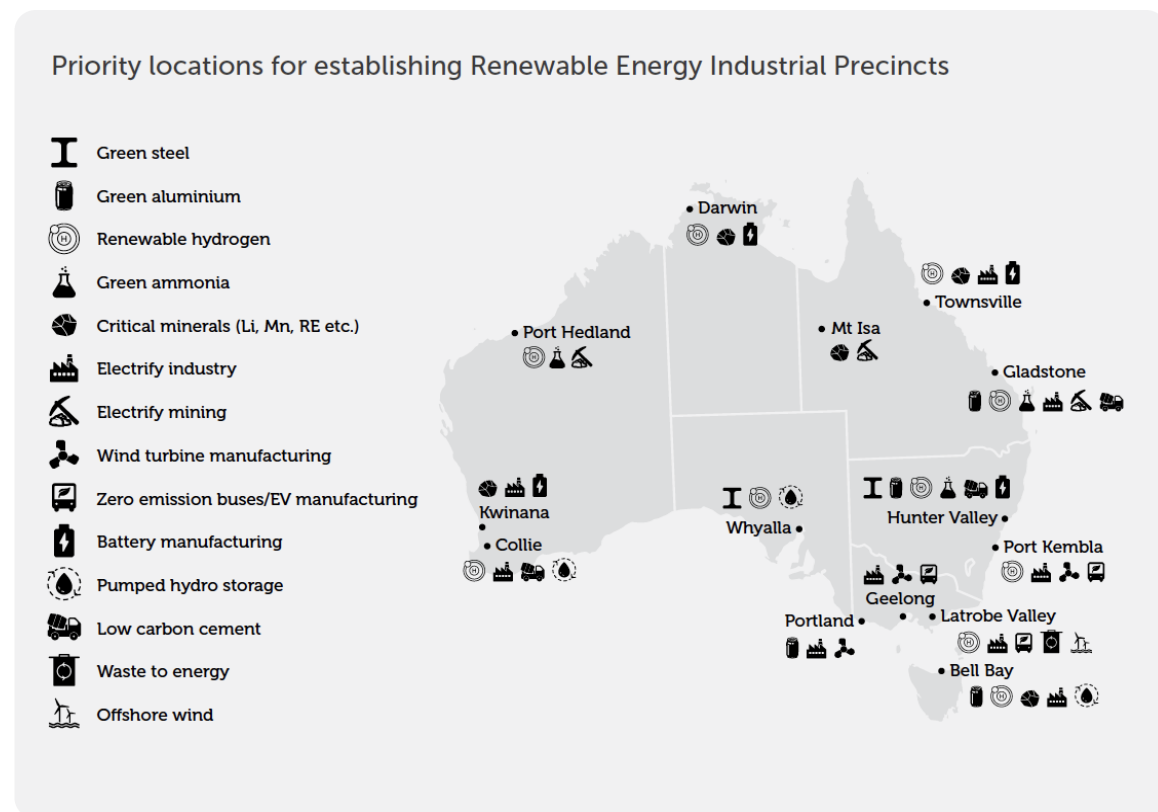 Priority locations for establishing Renewable Energy Industrial Precincts
Green steel
Green aluminium
Renewable hydrogen
Green ammonia
Critical minerals (Li, Mn, RE etc.)
Electrify industry
Electrify mining
Wind turbine manufacturing
Zero emission buses/EV manufacturing
Battery manufacturing
Pumped hydro storage
Low carbon cement
Waste to energy
Offshore wind
Darwin
Townsville
Port Hedland
Mt Isa
Gladstone
Kwinana
Collie
Whyalla
Hunter Valley
Port Kembla
Geelong
Portland
Latrobe Valley
Bell Bay